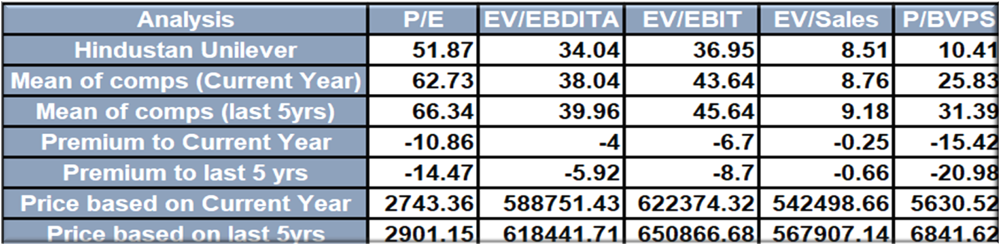 Analysis P/E EV/EBDITA EV/EBIT EV/Sales P/BVPS
Hindustan Unilever 51.87 34.04 36.95 8.51 10.41
Mean of comps (Current Year) 62.73 38.04 43.64 8.76 25.83
Mean of comps (last 5yrs) 66.34 39.96 45.64 9.18 31.39
Premium to Current Year -10.86 -4 -6.7 -0.25 -15.42
Premium to last 5 yrs -14.47 -5.92 -8.7 -0.66 -20.98
Price based on Current Year 2743.36 588751.43 622374.32 542498.66 5630.52
Price based on last 5yrs 2901.15 618441.71 650866.68 567907.14 6841.62